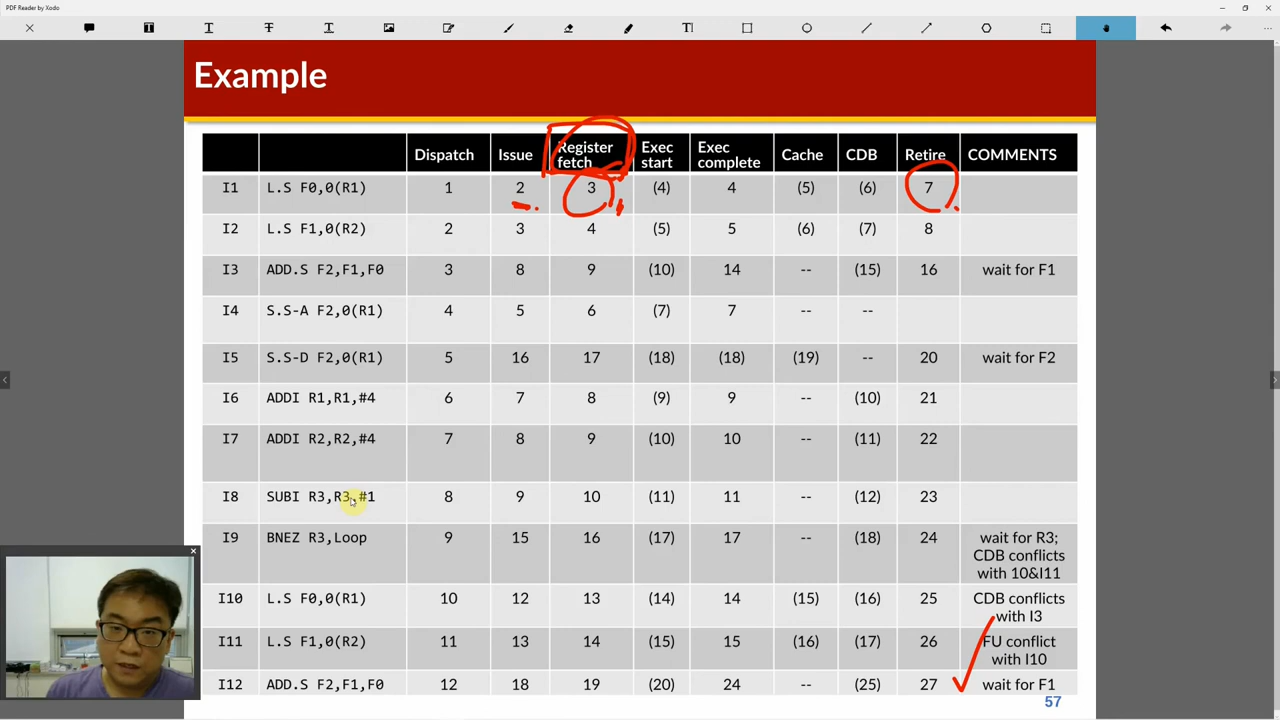 PDF Reader by Xodo
Example
Dispatch Issue Register fetch Exec start Exec complete Cache CDB Retire COMMENTS
I1 L.S F0,0(R1) 1 2 3 (4) 4 (5) (6) 7
I2 L.S F1,0(R2) 2 3 4 (5) 5 (6) (7) 8
I3 ADD.S F2,F1,F0 3 8 9 (10) 14 -- (15) 16 wait for F1
I4 S.S-A F2,0(R1) 4 5 6 (7) 7 -- --
I5 S.S-D F2,0(R1) 5 16 17 (18) (18) (19) -- 20 wait for F2
I6 ADDI R1,R1,#4 6 7 8 (9) 9 -- (10) 21
I7 ADDI R2,R2,#4 7 8 9 (10) 10 -- (11) 22
I8 SUBI R3,R3,#1 8 9 10 (11) 11 -- (12) 23
I9 BNEZ R3,Loop 9 15 16 (17) 17 -- (18) 24 wait for R3; CDB conflicts with 10&I11
I10 L.S F0,0(R1) 10 12 13 (14) 14 (15) (16) 25 CDB conflicts with I3
I11 L.S F1,0(R2) 11 13 14 (15) 15 (16) (17) 26 FU conflict with I10
I12 ADD.S F2,F1,F0 12 18 19 (20) 24 -- (25) 27 wait for F1
57